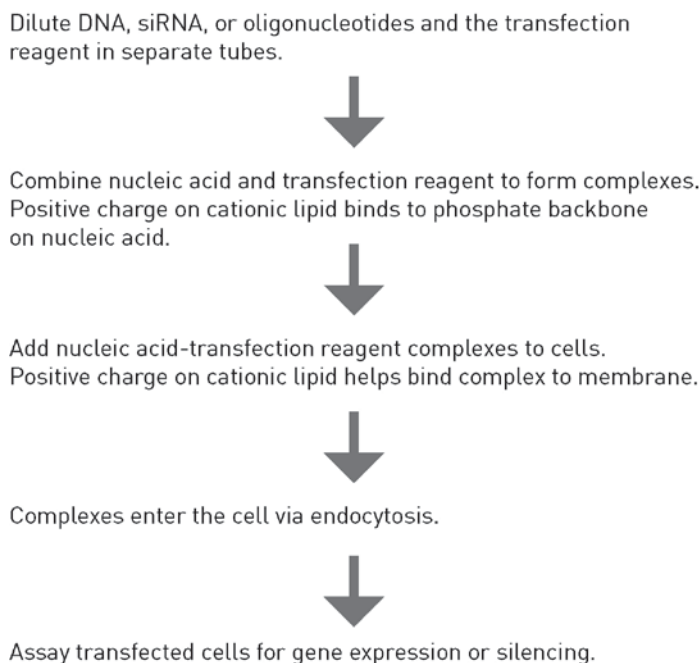 Dilute DNA, siRNA, or oligonucleotides and the transfection
reagent in separate tubes.
Combine nucleic acid and transfection reagent to form complexes.
Positive charge on cationic lipid binds to phosphate backbone
on nucleic acid.
Add nucleic acid-transfection reagent complexes to cells.
Positive charge on cationic lipid helps bind complex to membrane.
Complexes enter the cell via endocytosis.
Assay transfected cells for gene expression or silencing.